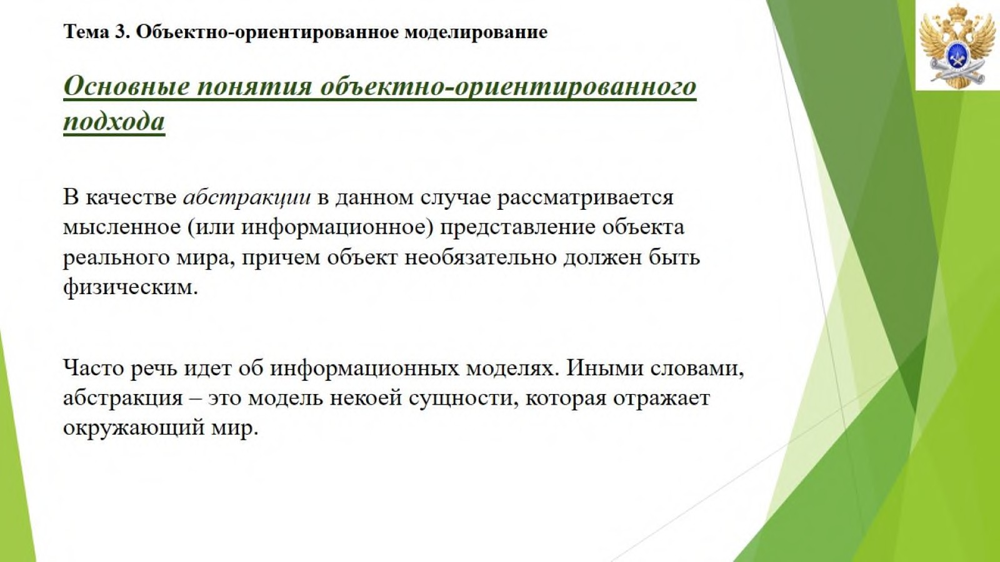 Тема 3. Объектно-ориентированное моделирование
Основные понятия объектно-ориентированного
подхода
В качестве абстракции в данном случае рассматривается
мысленное (или информационное) представление объекта
реального мира, причем объект необязательно должен быть
физическим.
Часто речь идет об информационных моделях. Иными словами,
абстракция – это модель некоей сущности, которая отражает
окружающий мир.